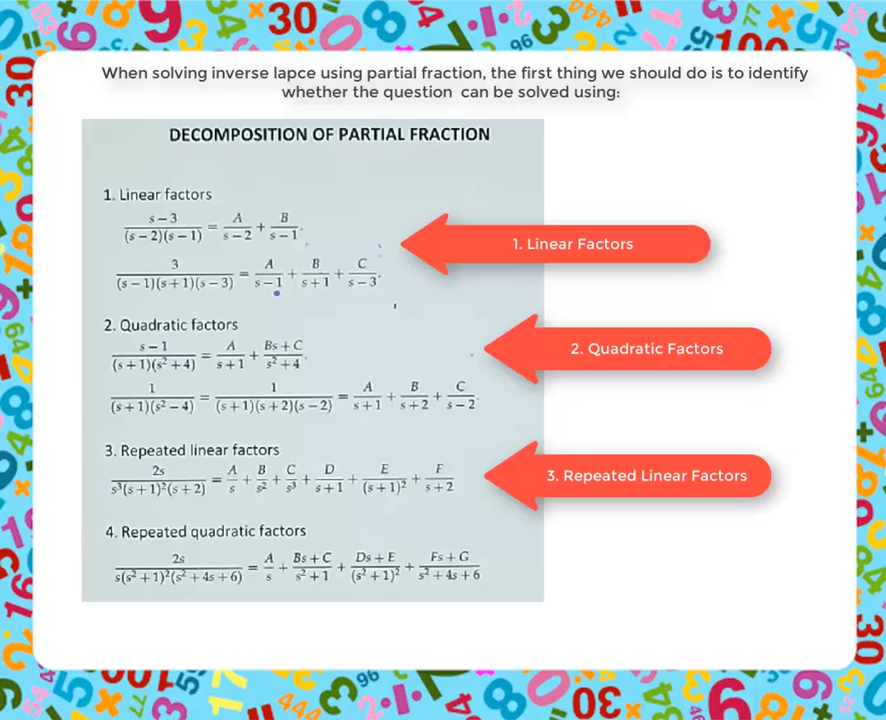 When solving inverse lapce using partial fraction, the first thing we should do is to identify
whether the question can be solved using:
DECOMPOSITION OF PARTIAL FRACTION
1. Linear factors
(s−3)/((s−2)(s−1)) = A/(s−2) + B/(s−1).
3/((s−1)(s+1)(s−3)) = A/(s−1) + B/(s+1) + C/(s−3).
1. Linear Factors
2. Quadratic factors
(s−1)/((s+1)(s²+4)) = A/(s+1) + (Bs+C)/(s²+4).
1/((s+1)(s²−4)) = 1/((s+1)(s+2)(s−2)) = A/(s+1) + B/(s+2) + C/(s−2).
2. Quadratic Factors
3. Repeated linear factors
2s/(s³(s+1)²(s+2)) = A/s + B/s² + C/s³ + D/(s+1) + E/(s+1)² + F/(s+2)
3. Repeated Linear Factors
4. Repeated quadratic factors
2s/(s(s²+1)²(s²+4s+6)) = A/s + (Bs+C)/(s²+1) + (Ds+E)/(s²+1)² + (Fs+G)/(s²+4s+6)